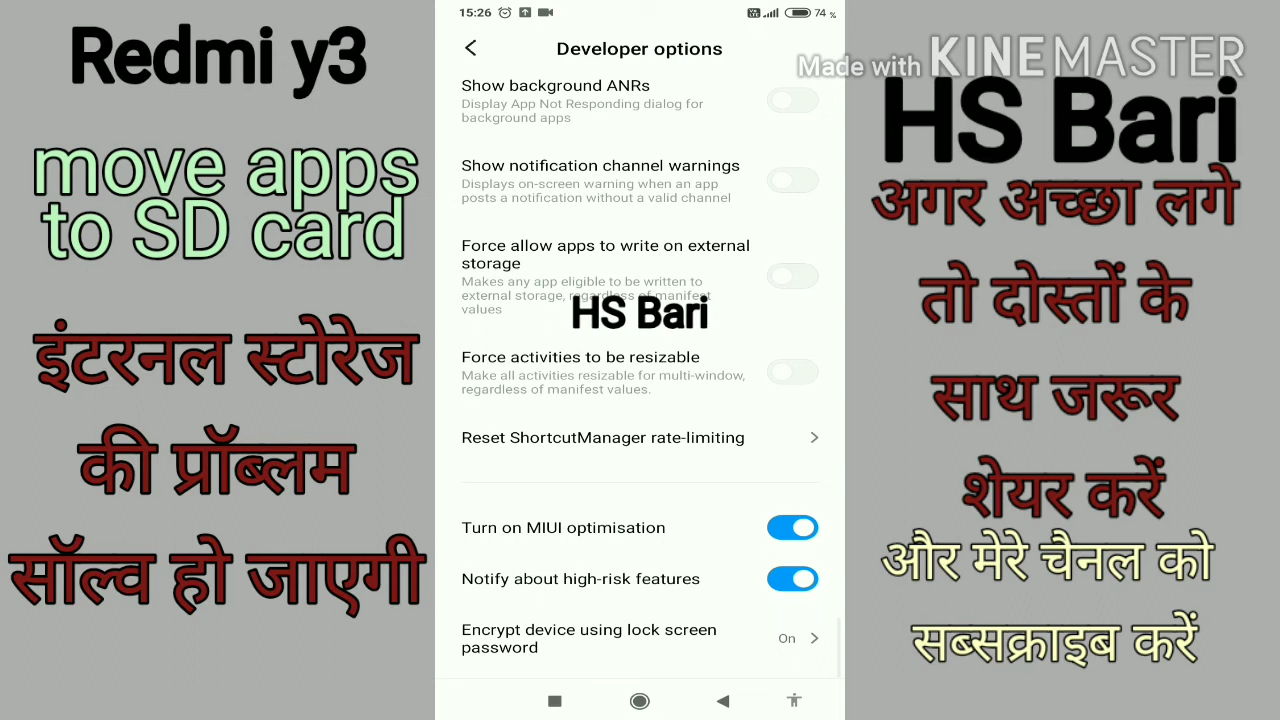 Redmi y3
move apps
to SD card
इंटरनल स्टोरेज
की प्रॉब्लम
सॉल्व हो जाएगी
15:26
74 %
Developer options
Show background ANRs
Display App Not Responding dialog for
background apps
Show notification channel warnings
Displays on-screen warning when an app
posts a notification without a valid channel
Force allow apps to write on external
storage
Makes any app eligible to be written to
external storage, regardless of manifest
values
HS Bari
Force activities to be resizable
Make all activities resizable for multi-window,
regardless of manifest values.
Reset ShortcutManager rate-limiting
Turn on MIUI optimisation
Notify about high-risk features
Encrypt device using lock screen
password
On
Made with KINEMASTER
HS Bari
अगर अच्छा लगे
तो दोस्तों के
साथ जरूर
शेयर करें
और मेरे चैनल को
सब्सक्राइब करें